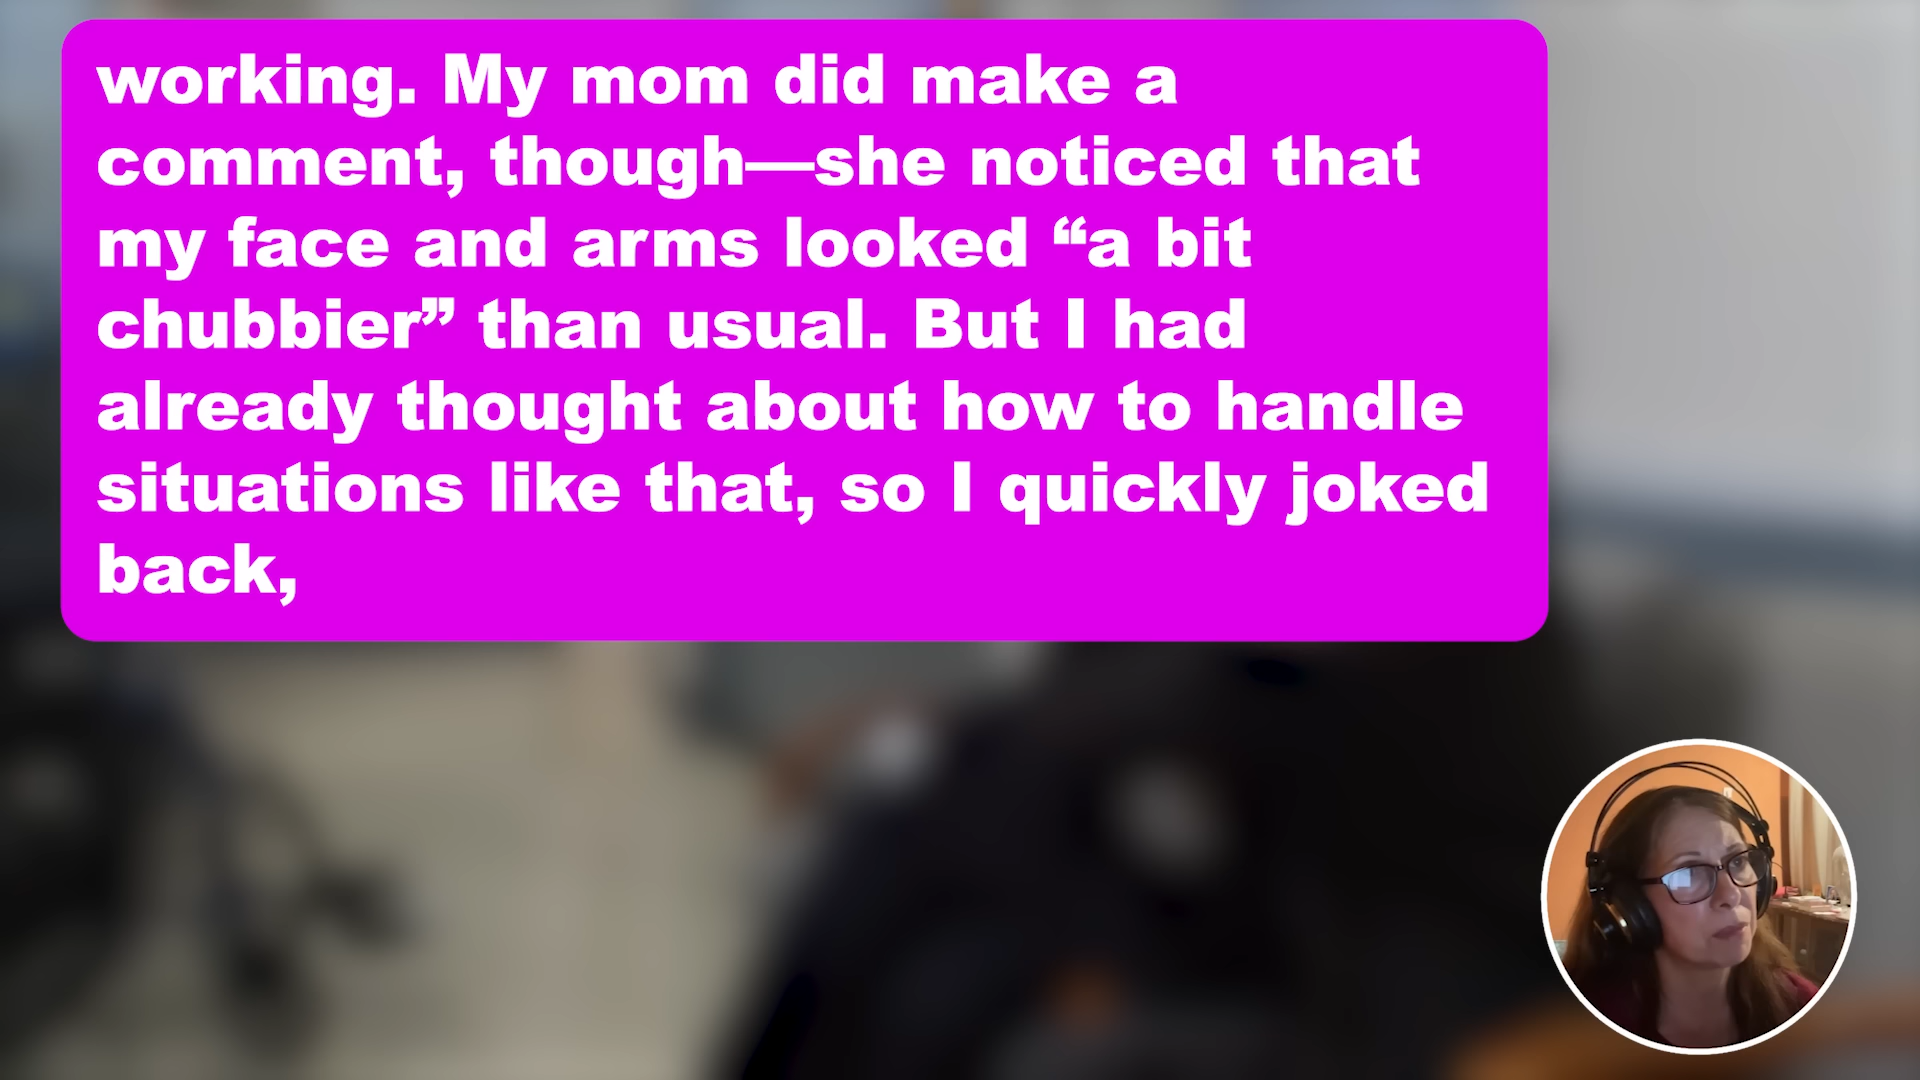 working. My mom did make a
comment, though—she noticed that
my face and arms looked “a bit
chubbier” than usual. But I had
already thought about how to handle
situations like that, so I quickly joked
back,